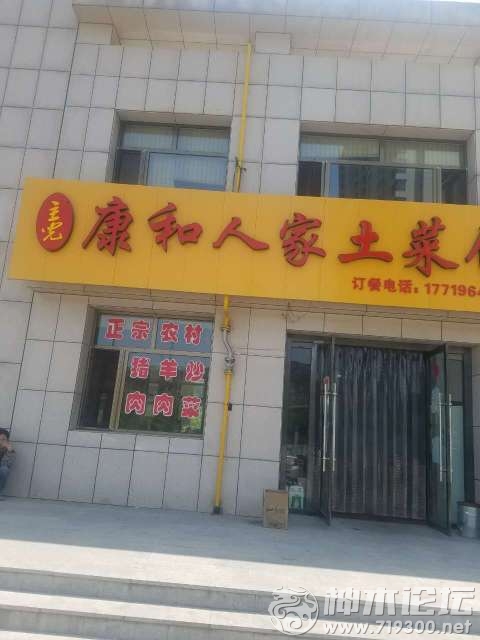 康和人家土菜
订餐电话：177196
正宗农村
猪羊炒
肉肉菜
神木论坛
www.719300.net